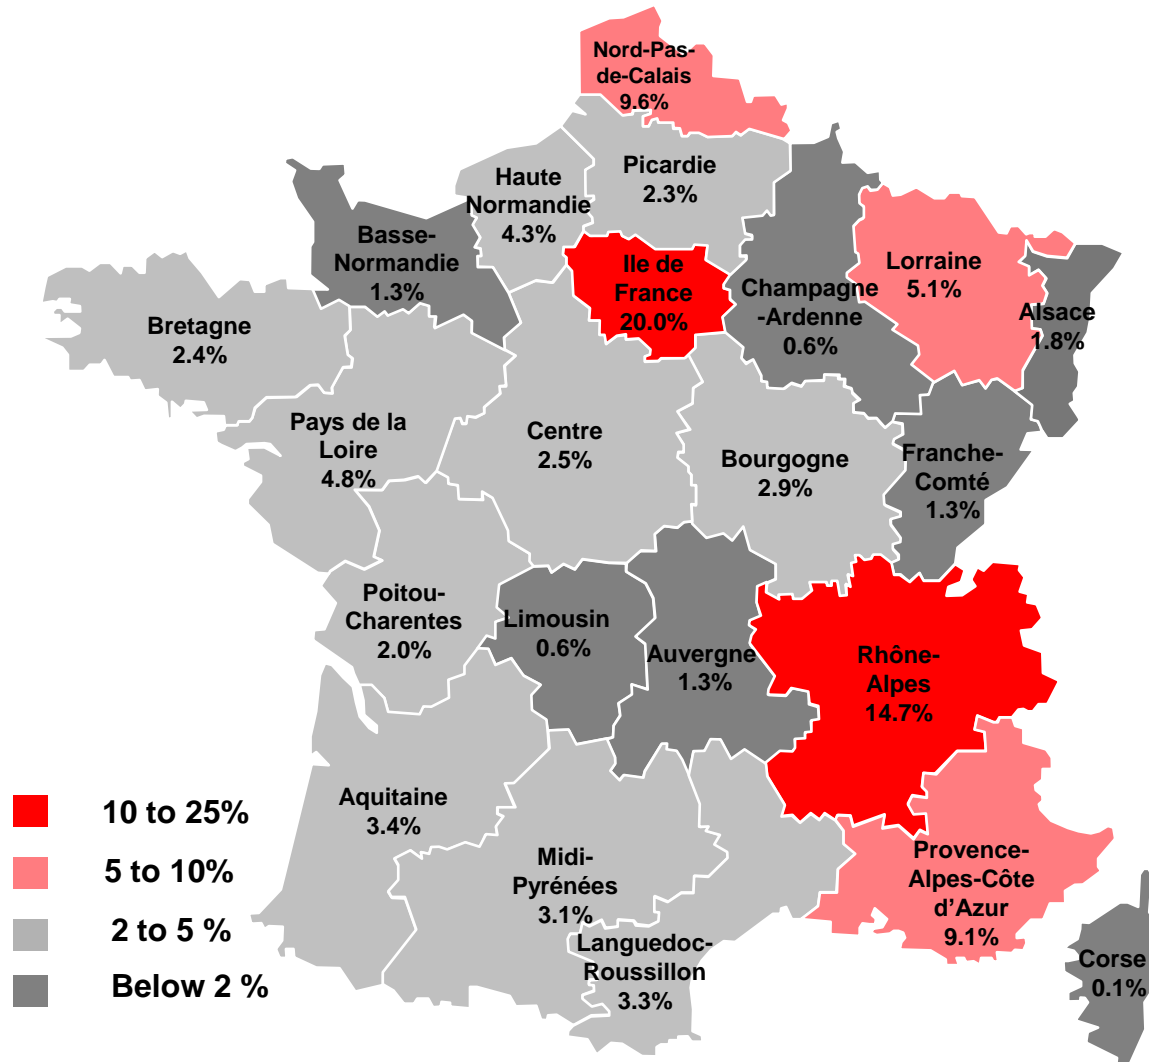 Nord-Pas-
de-Calais
9.6%
Picardie
2.3%
Haute
Normandie
4.3%
Basse-
Normandie
1.3%
Ile de
France
20.0%
Champagne
-Ardenne
0.6%
Lorraine
5.1%
Alsace
1.8%
Bretagne
2.4%
Pays de la
Loire
4.8%
Centre
2.5%
Bourgogne
2.9%
Franche-
Comté
1.3%
Poitou-
Charentes
2.0%
Limousin
0.6%
Auvergne
1.3%
Rhône-
Alpes
14.7%
Aquitaine
3.4%
Midi-
Pyrénées
3.1%
Languedoc-
Roussillon
3.3%
Provence-
Alpes-Côte
d’Azur
9.1%
Corse
0.1%
10 to 25%
5 to 10%
2 to 5 %
Below 2 %